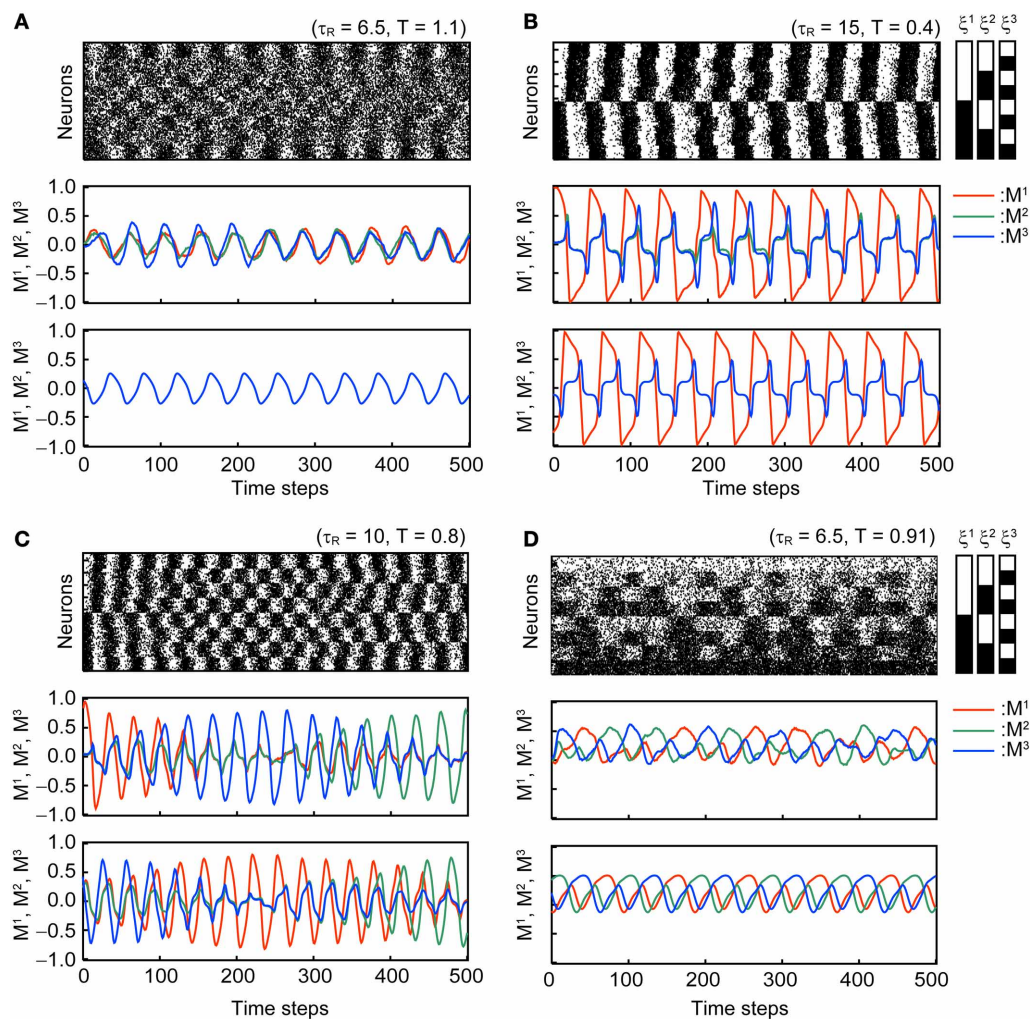 A
(τR = 6.5, T = 1.1)
Neurons
M¹, M², M³
1.0
0.5
0.0
−0.5
−1.0
M¹, M², M³
1.0
0.5
0.0
−0.5
−1.0
0 100 200 300 400 500
Time steps
B
(τR = 15, T = 0.4)
ξ¹ ξ² ξ³
Neurons
M¹, M², M³
:M¹
:M²
:M³
M¹, M², M³
0 100 200 300 400 500
Time steps
C
(τR = 10, T = 0.8)
Neurons
M¹, M², M³
1.0
0.5
0.0
−0.5
−1.0
M¹, M², M³
1.0
0.5
0.0
−0.5
−1.0
0 100 200 300 400 500
Time steps
D
(τR = 6.5, T = 0.91)
ξ¹ ξ² ξ³
Neurons
M¹, M², M³
:M¹
:M²
:M³
M¹, M², M³
0 100 200 300 400 500
Time steps